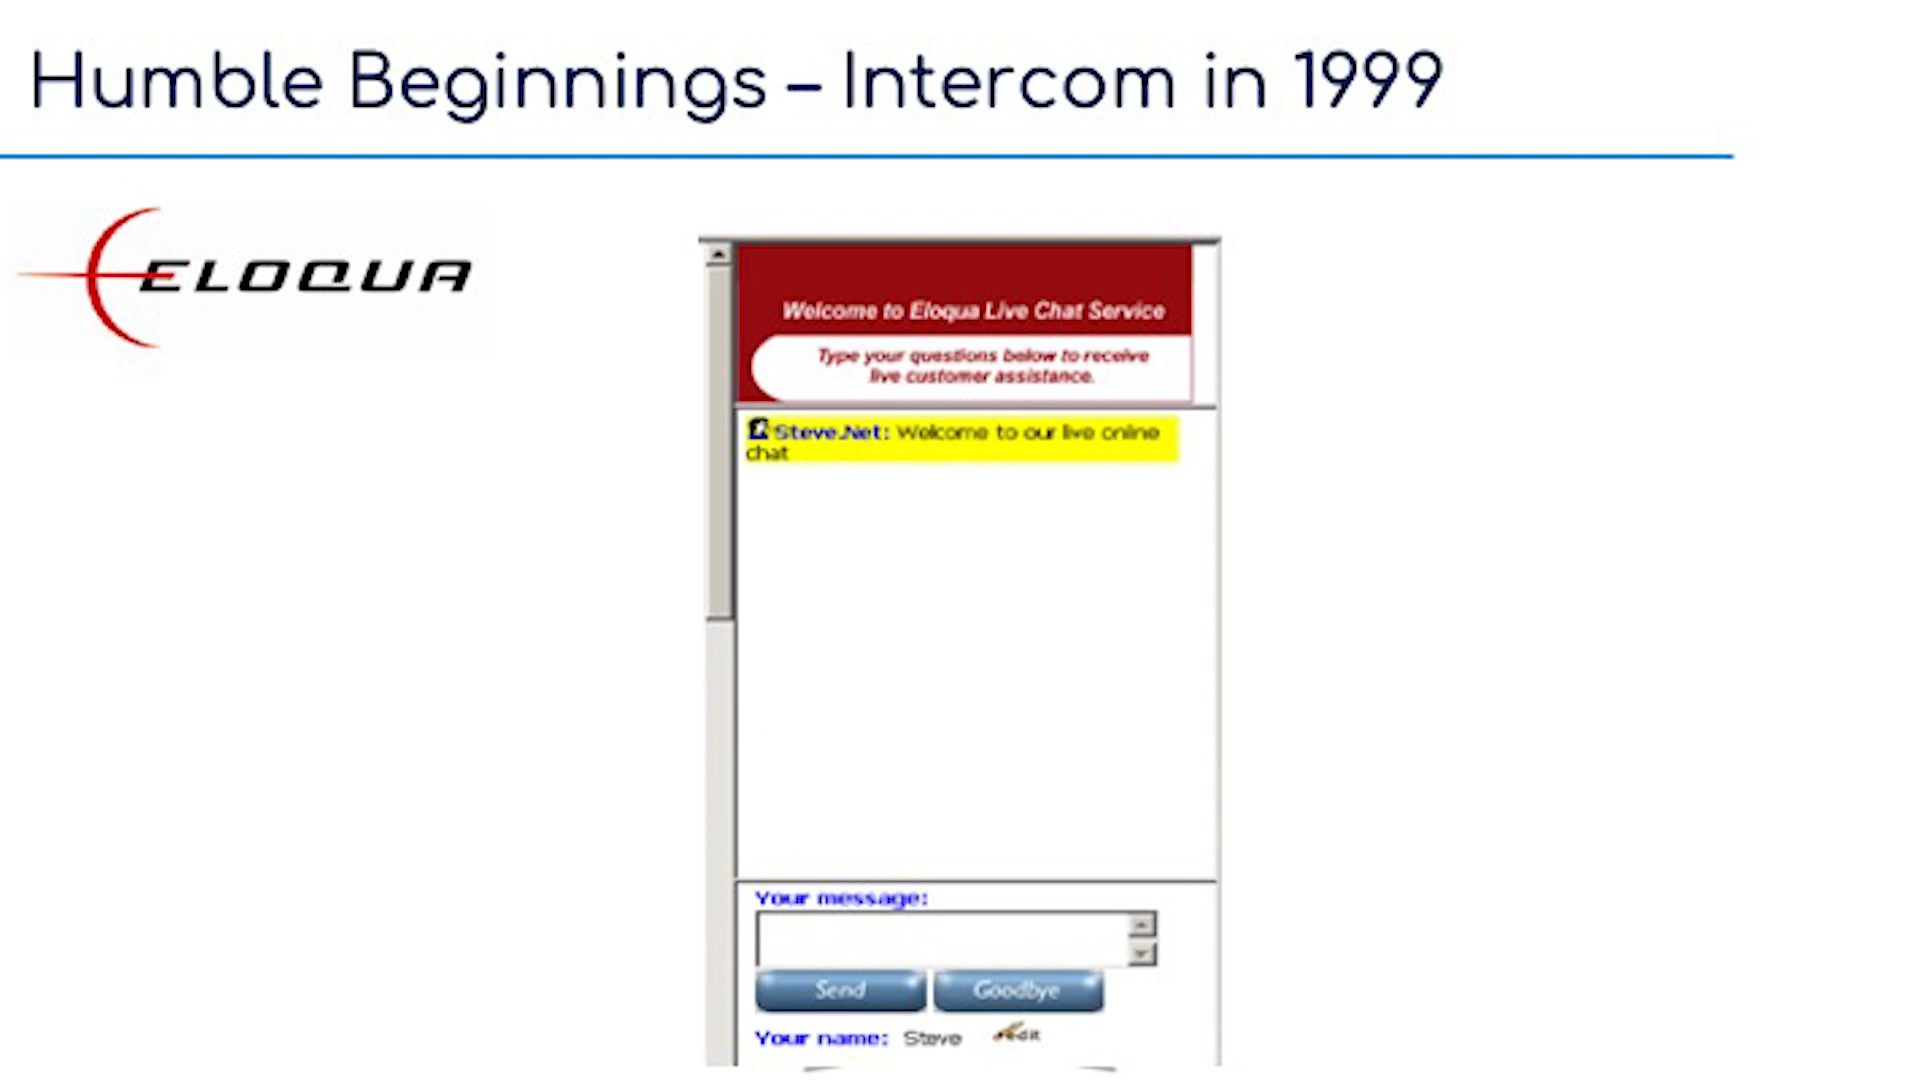 Humble Beginnings – Intercom in 1999
ELOQUA
Welcome to Eloqua Live Chat Service
Type your questions below to receive
live customer assistance.
Steve.Net: Welcome to our live online
chat
Your message:
Send Goodbye
Your name: Steve edit